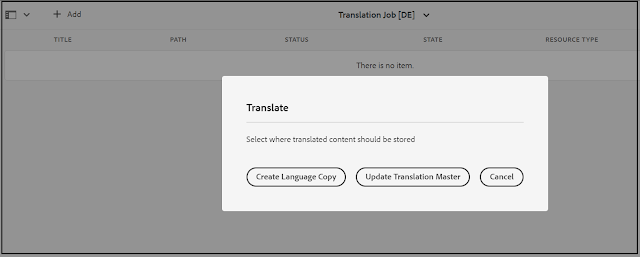 Add
Translation Job [DE]
TITLE PATH STATUS STATE RESOURCE TYPE
There is no item.
Translate
Select where translated content should be stored
Create Language Copy Update Translation Master Cancel